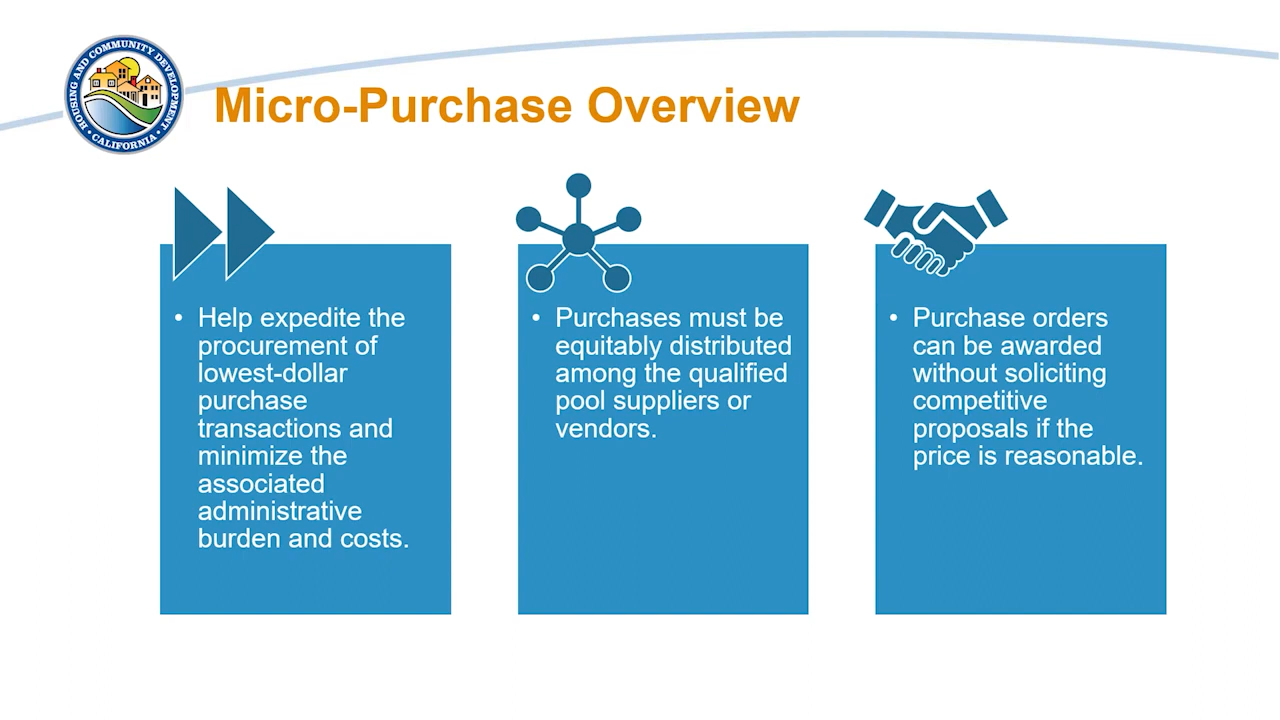 HOUSING AND COMMUNITY DEVELOPMENT
• CALIFORNIA •
Micro-Purchase Overview
• Help expedite the
procurement of
lowest-dollar
purchase
transactions and
minimize the
associated
administrative
burden and costs.
• Purchases must be
equitably distributed
among the qualified
pool suppliers or
vendors.
• Purchase orders
can be awarded
without soliciting
competitive
proposals if the
price is reasonable.